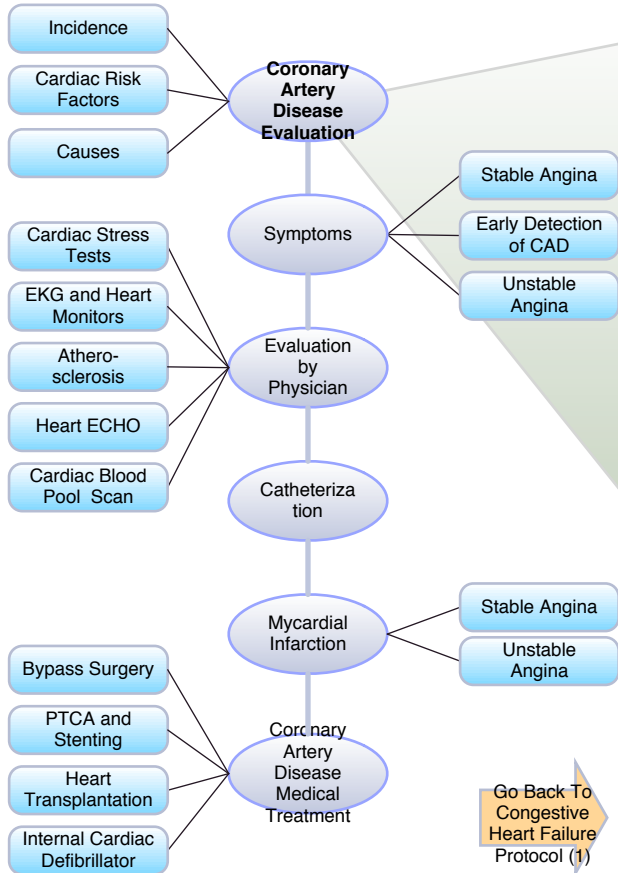 Incidence
Cardiac Risk
Factors
Causes
Coronary
Artery
Disease
Evaluation
Symptoms
Stable Angina
Early Detection
of CAD
Unstable
Angina
Cardiac Stress
Tests
EKG and Heart
Monitors
Athero-
sclerosis
Heart ECHO
Cardiac Blood
Pool Scan
Evaluation
by
Physician
Catheteriza
tion
Mycardial
Infarction
Stable Angina
Unstable
Angina
Bypass Surgery
PTCA and
Stenting
Heart
Transplantation
Internal Cardiac
Defibrillator
Coronary
Artery
Disease
Medical
Treatment
Go Back To
Congestive
Heart Failure
Protocol (1)